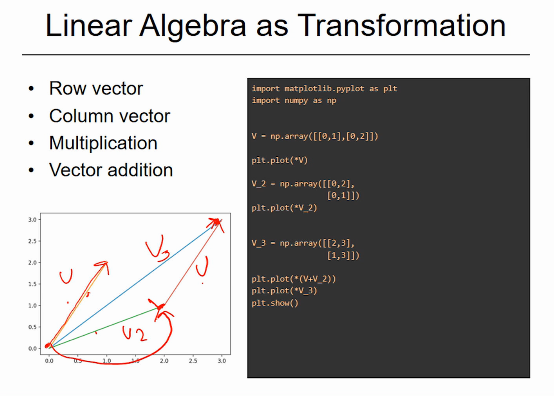 Linear Algebra as Transformation
• Row vector
• Column vector
• Multiplication
• Vector addition
import matplotlib.pyplot as plt
import numpy as np
V = np.array([[0,1],[0,2]])
plt.plot(*V)
V_2 = np.array([[0,2],
[0,1]])
plt.plot(*V_2)
V_3 = np.array([[2,3],
[1,3]])
plt.plot(*(V+V_2))
plt.plot(*V_3)
plt.show()
3.0
2.5
2.0
1.5
1.0
0.5
0.0
0.0 0.5 1.0 1.5 2.0 2.5 3.0
V
V3
V
V2